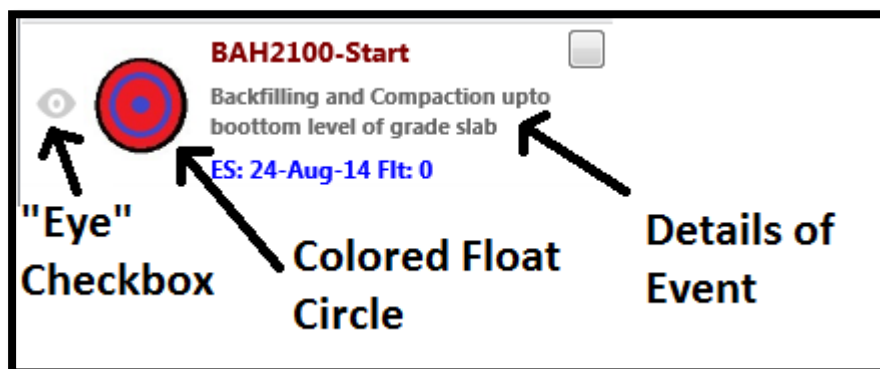 BAH2100-Start
Backfilling and Compaction upto
boottom level of grade slab
ES: 24-Aug-14 Flt: 0
"Eye"
Checkbox
Colored Float
Circle
Details of
Event